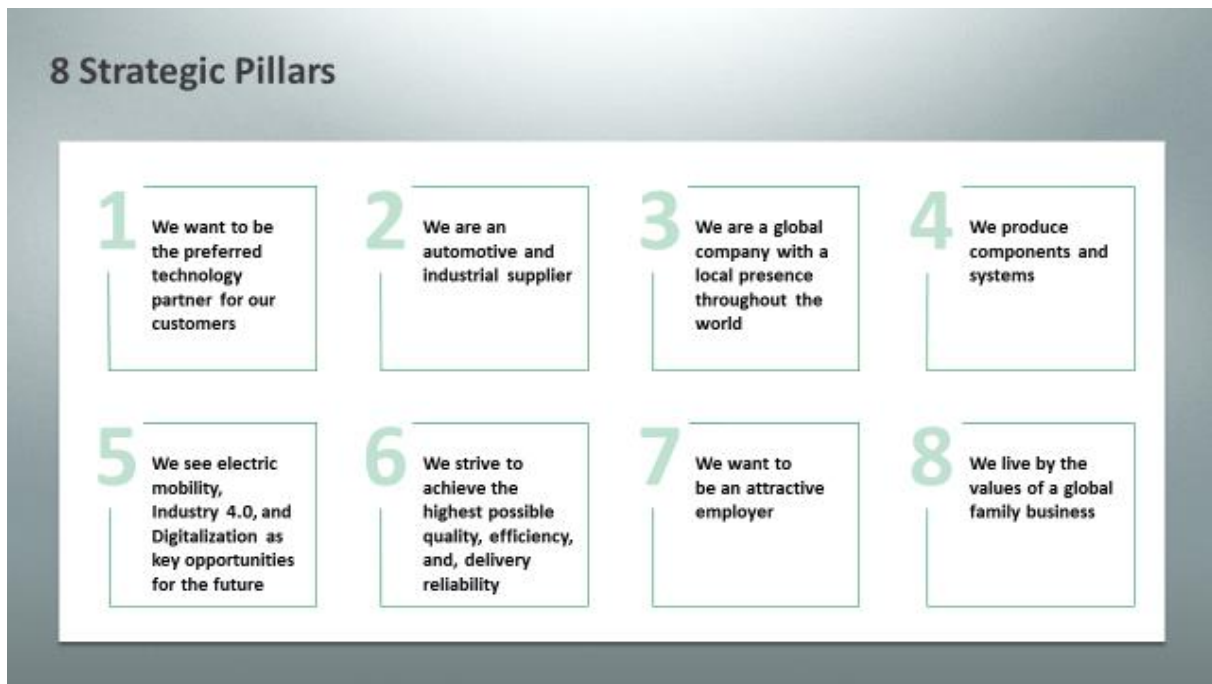 8 Strategic Pillars
1
We want to be
the preferred
technology
partner for our
customers
2
We are an
automotive and
industrial supplier
3
We are a global
company with a
local presence
throughout the
world
4
We produce
components and
systems
5
We see electric
mobility,
Industry 4.0, and
Digitalization as
key opportunities
for the future
6
We strive to
achieve the
highest possible
quality, efficiency,
and, delivery
reliability
7
We want to
be an attractive
employer
8
We live by the
values of a global
family business